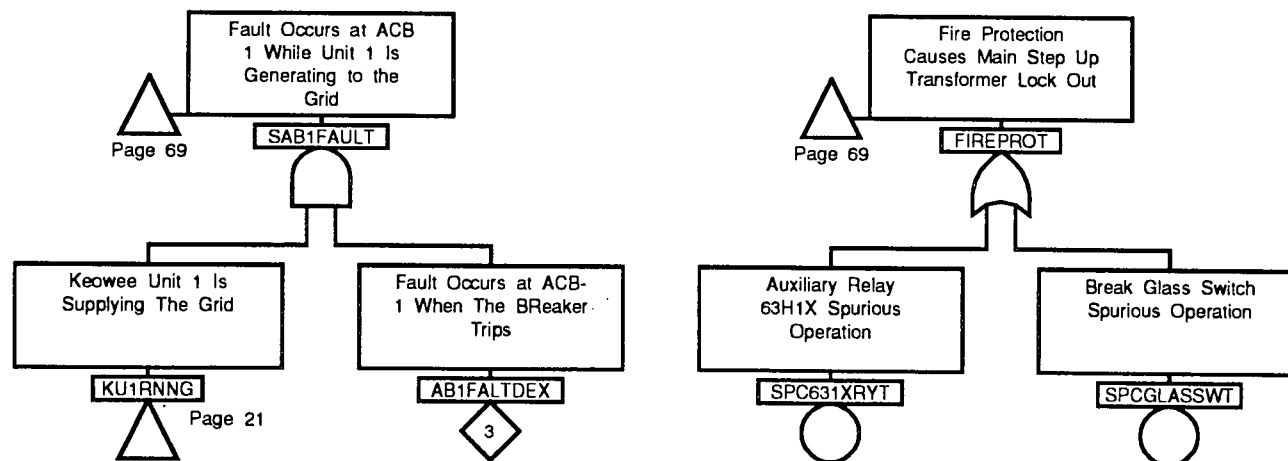 Fault Occurs at ACB
1 While Unit 1 Is
Generating to the
Grid
Page 69
SAB1FAULT
Keowee Unit 1 Is
Supplying The Grid
KU1RNNG
Page 21
Fault Occurs at ACB-
1 When The BReaker
Trips
AB1FALTDEX
3
Fire Protection
Causes Main Step Up
Transformer Lock Out
Page 69
FIREPROT
Auxiliary Relay
63H1X Spurious
Operation
SPC631XRYT
Break Glass Switch
Spurious Operation
SPCGLASSWT